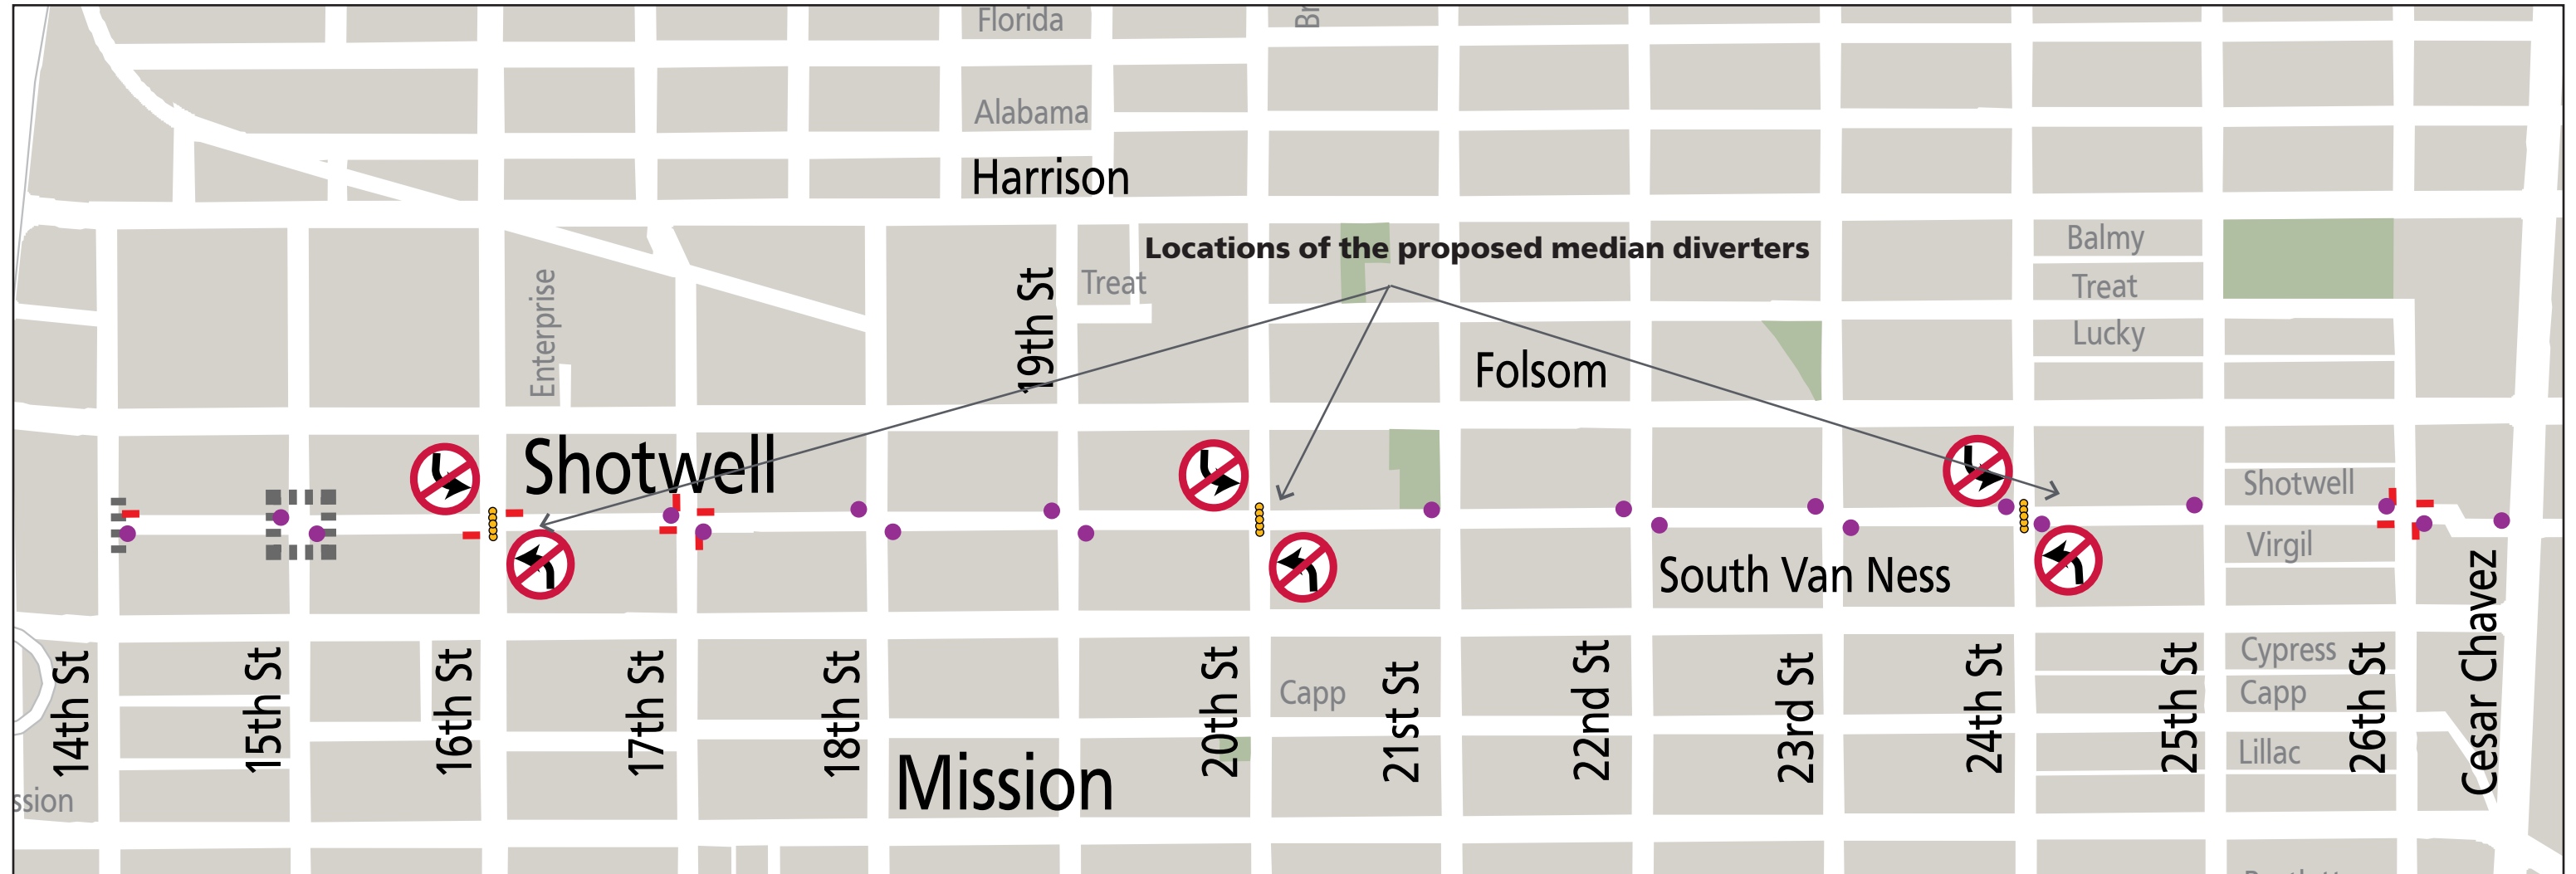 Florida
Br
Alabama
Harrison
Locations of the proposed median diverters
Balmy
Treat
Treat
Enterprise
19th St
Lucky
Folsom
Shotwell
Shotwell
Virgil
South Van Ness
14th St
15th St
16th St
17th St
18th St
20th St
21st St
22nd St
23rd St
24th St
25th St
26th St
Cesar Chavez
Cypress
Capp
Capp
Lillac
Mission
ssion